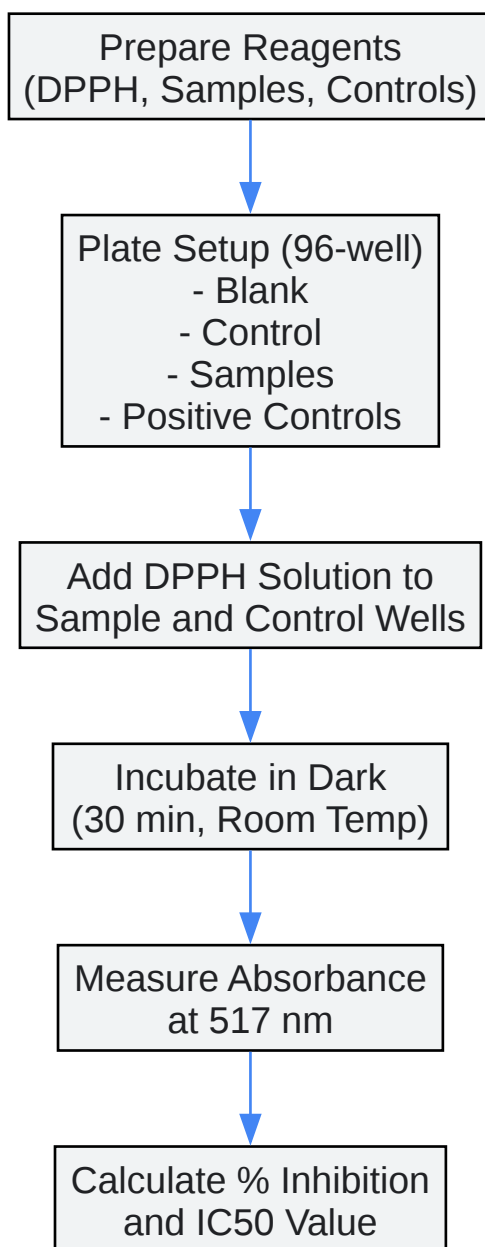 Prepare Reagents
(DPPH, Samples, Controls)
Plate Setup (96-well)
- Blank
- Control
- Samples
- Positive Controls
Add DPPH Solution to
Sample and Control Wells
Incubate in Dark
(30 min, Room Temp)
Measure Absorbance
at 517 nm
Calculate % Inhibition
and IC50 Value